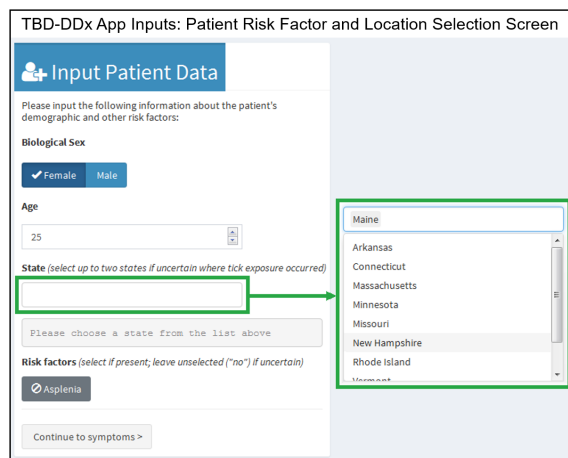 TBD-DDx App Inputs: Patient Risk Factor and Location Selection Screen
Input Patient Data
Please input the following information about the patient's
demographic and other risk factors:
Biological Sex
Female Male
Age
25
State (select up to two states if uncertain where tick exposure occurred)
Please choose a state from the list above
Risk factors (select if present; leave unselected ("no") if uncertain)
Asplenia
Continue to symptoms >
Maine
Arkansas
Connecticut
Massachusetts
Minnesota
Missouri
New Hampshire
Rhode Island
Vermont